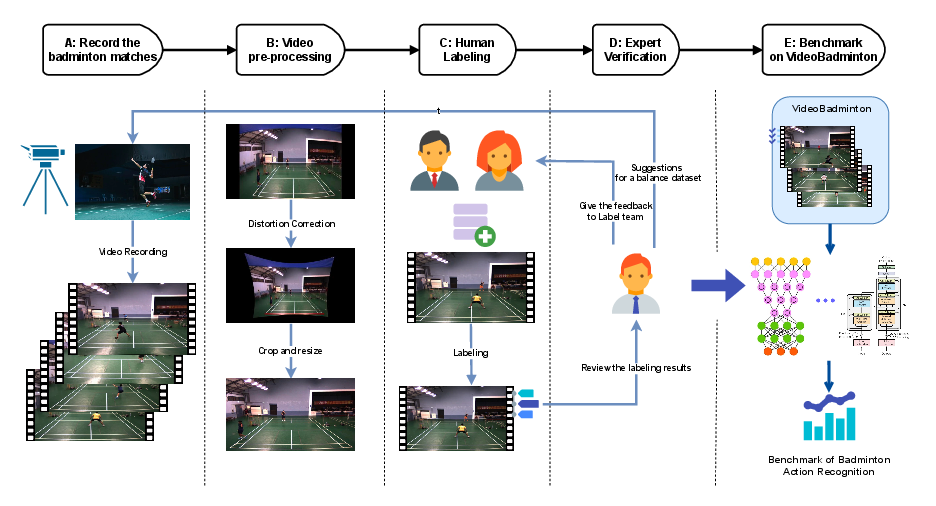 A: Record the
badminton matches
B: Video
pre-processing
C: Human
Labeling
D: Expert
Verification
E: Benchmark
on VideoBadminton
t
VideoBadminton
Suggestions
for a balance dataset
Give the feedback
to Label team
Distortion Correction
Video Recording
Crop and resize
Labeling
Review the labeling results
Benchmark of Badminton
Action Recognition